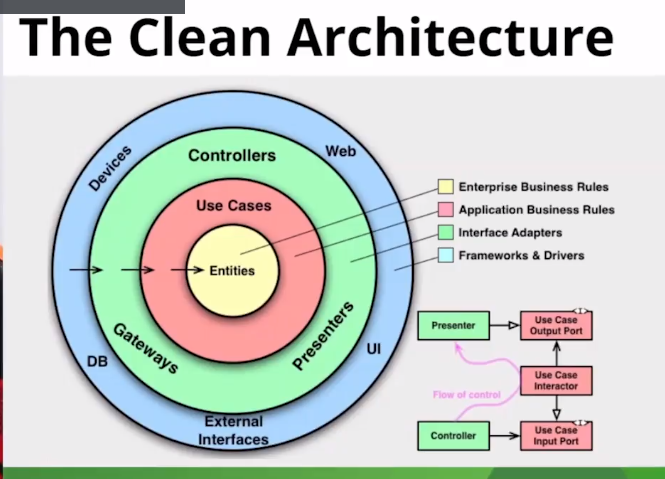 The Clean Architecture
Devices
Web
Controllers
Use Cases
Entities
Gateways
Presenters
DB
UI
External
Interfaces
Enterprise Business Rules
Application Business Rules
Interface Adapters
Frameworks & Drivers
Presenter
Use Case
Output Port
Use Case
Interactor
Flow of control
Controller
Use Case
Input Port